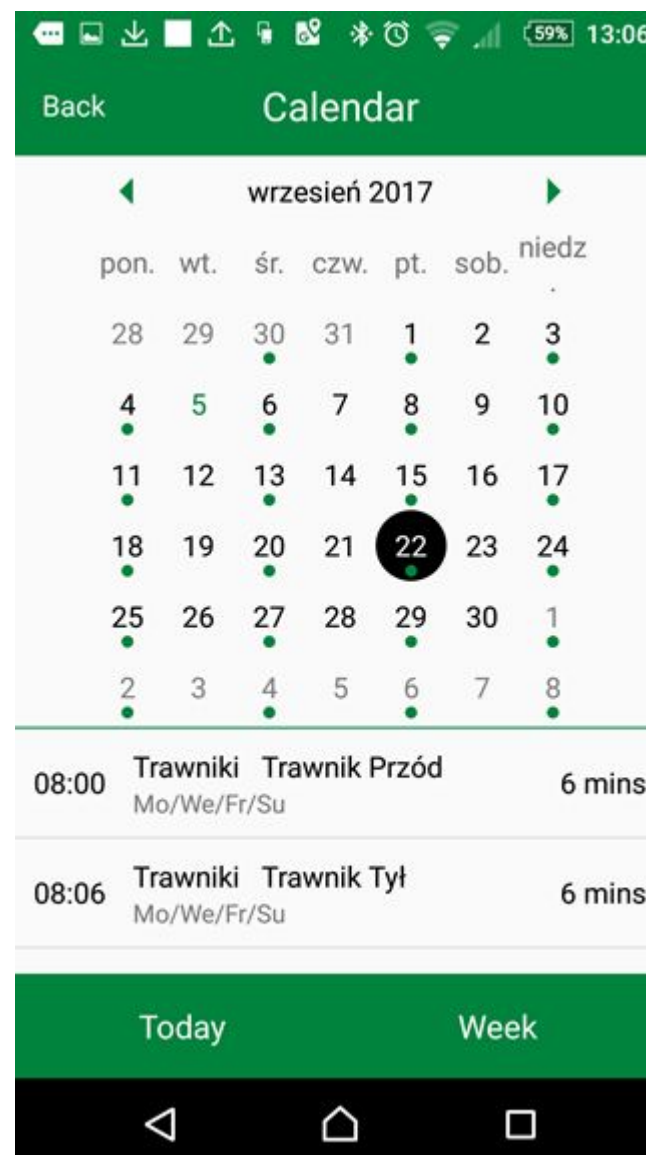 59% 13:06
Back Calendar
wrzesień 2017
pon. wt. śr. czw. pt. sob. niedz.
28 29 30 31 1 2 3
4 5 6 7 8 9 10
11 12 13 14 15 16 17
18 19 20 21 22 23 24
25 26 27 28 29 30 1
2 3 4 5 6 7 8
08:00 Trawniki Trawnik Przód 6 mins
Mo/We/Fr/Su
08:06 Trawniki Trawnik Tył 6 mins
Mo/We/Fr/Su
Today Week